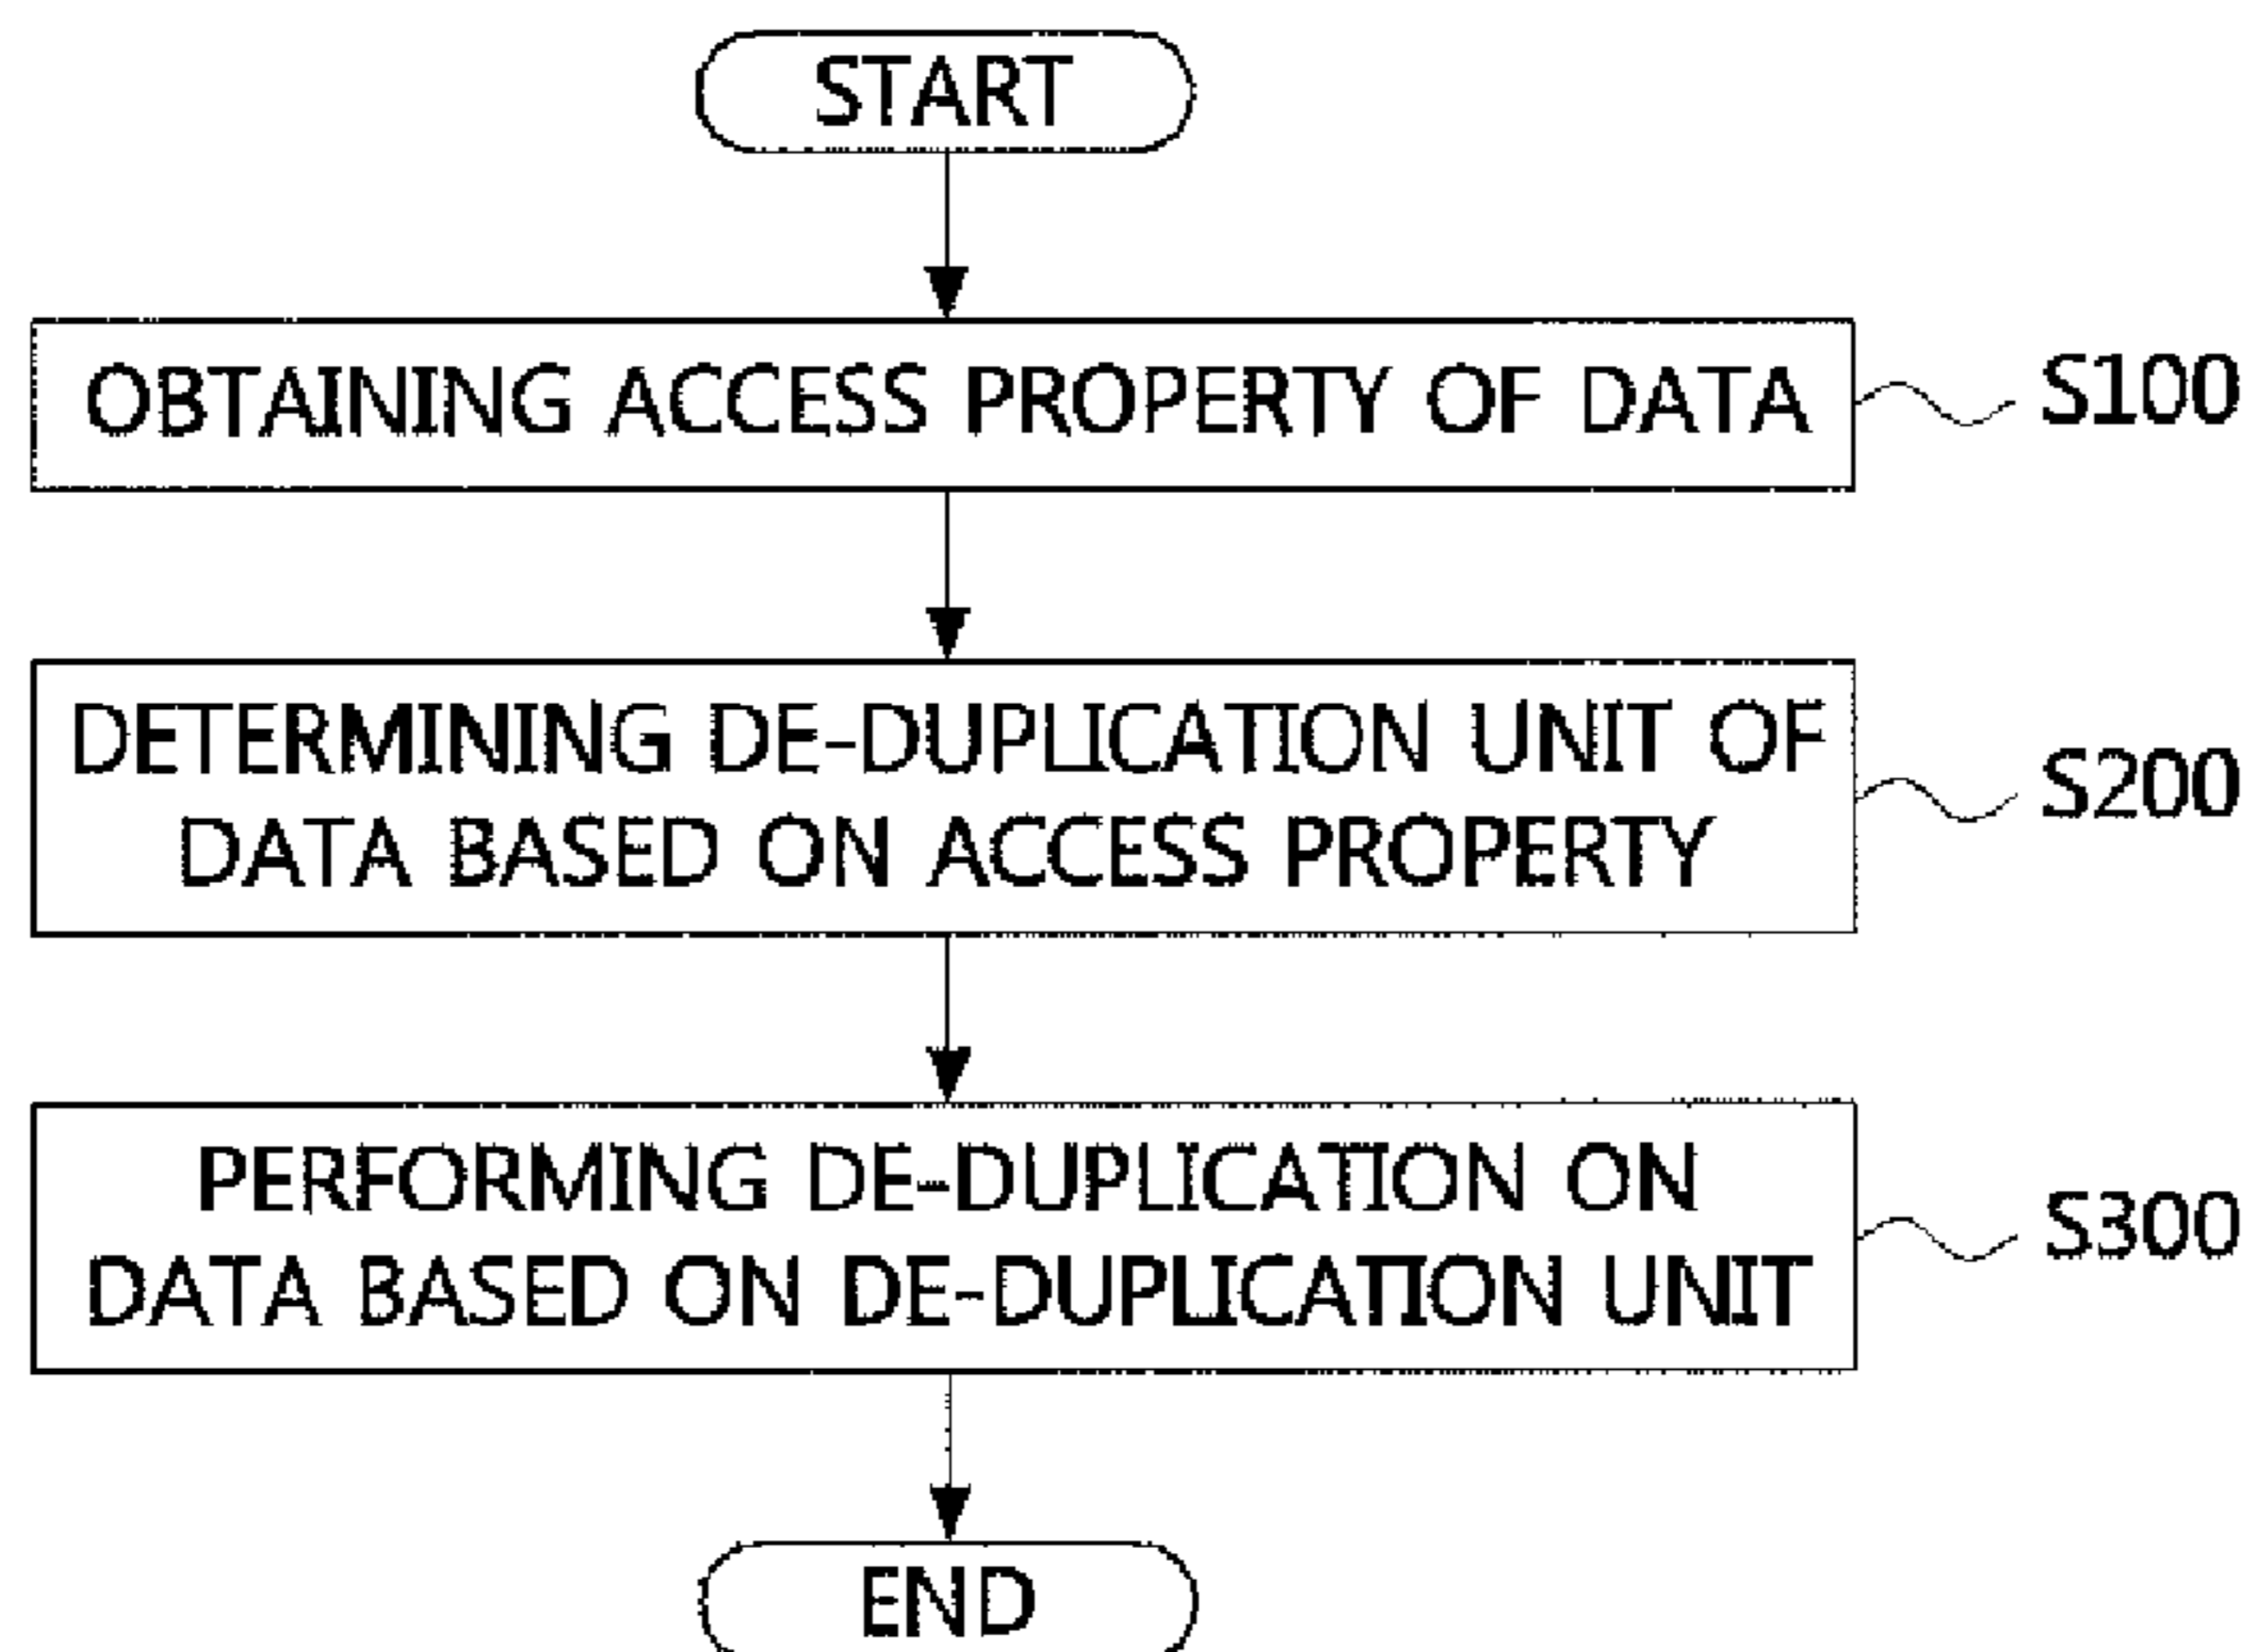 START
OBTAINING ACCESS PROPERTY OF DATA
S100
DETERMINING DE-DUPLICATION UNIT OF
DATA BASED ON ACCESS PROPERTY
S200
PERFORMING DE-DUPLICATION ON
DATA BASED ON DE-DUPLICATION UNIT
S300
END